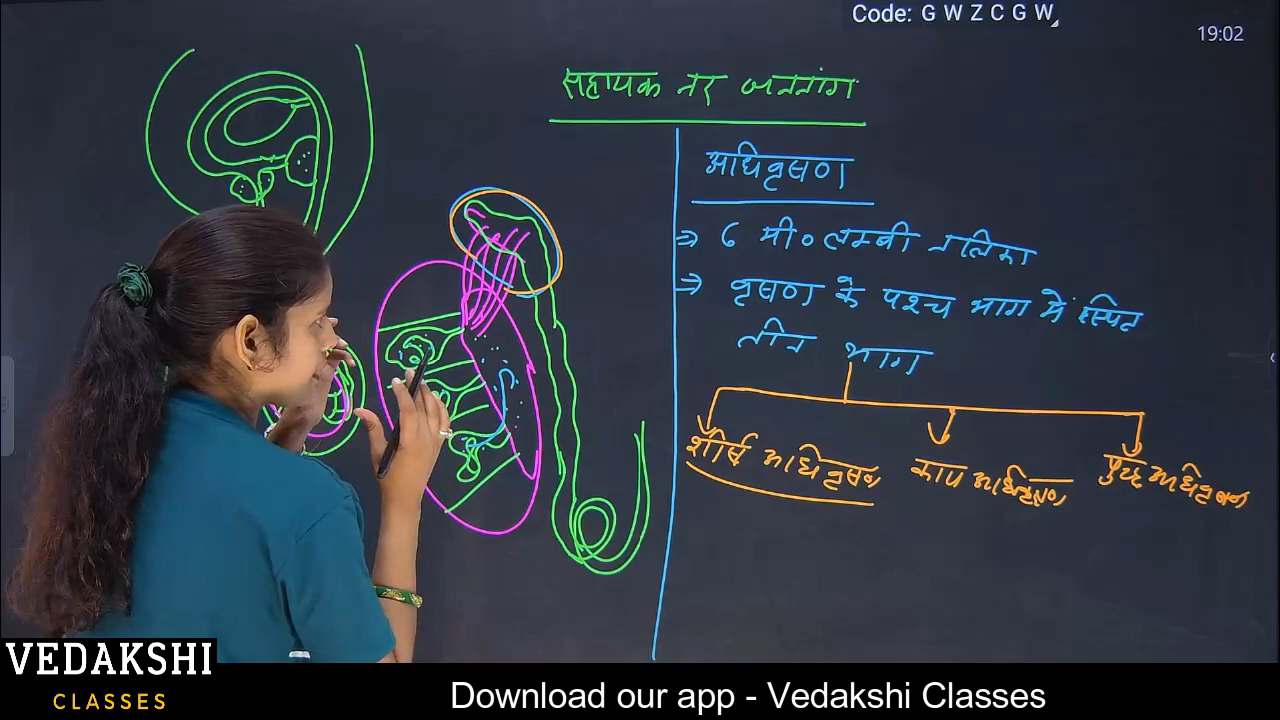 Code: G W Z C G W
19:02
सहायक नर जननांग
अधिवृषण
⇒ 6 मी० लम्बी नलिका
⇒ वृषण के पश्च भाग में स्थित
तीन भाग
शीर्ष अधिवृषण काय अधिवृषण पुच्छ अधिवृषण
VEDAKSHI
CLASSES
Download our app - Vedakshi Classes